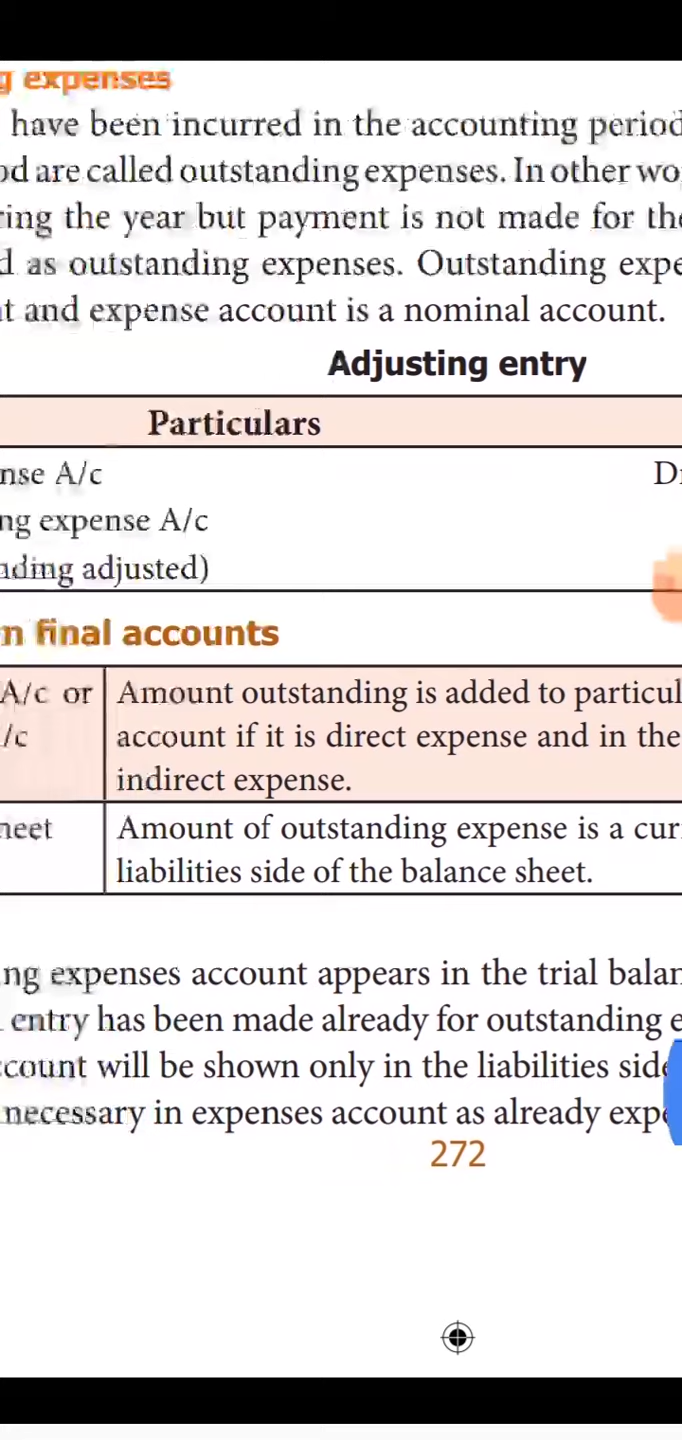 g expenses
have been incurred in the accounting period
od are called outstanding expenses. In other wo
ring the year but payment is not made for the
d as outstanding expenses. Outstanding expe
nt and expense account is a nominal account.
Adjusting entry
Particulars
nse A/c Dr
ng expense A/c
nding adjusted)
n final accounts
A/c or Amount outstanding is added to particul
/c account if it is direct expense and in the
indirect expense.
heet Amount of outstanding expense is a cur
liabilities side of the balance sheet.
ng expenses account appears in the trial balan
entry has been made already for outstanding e
ccount will be shown only in the liabilities side
necessary in expenses account as already expe
272